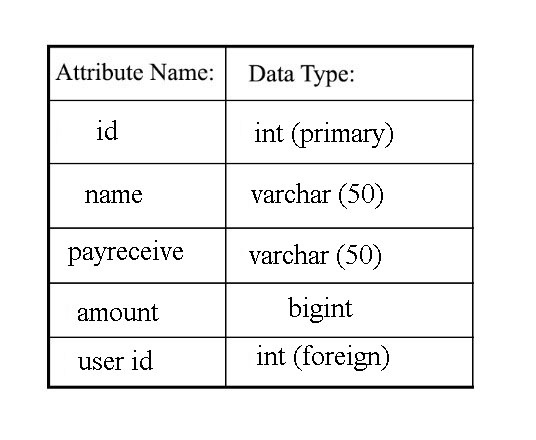 Attribute Name: Data Type:
id int (primary)
name varchar (50)
payreceive varchar (50)
amount bigint
user id int (foreign)